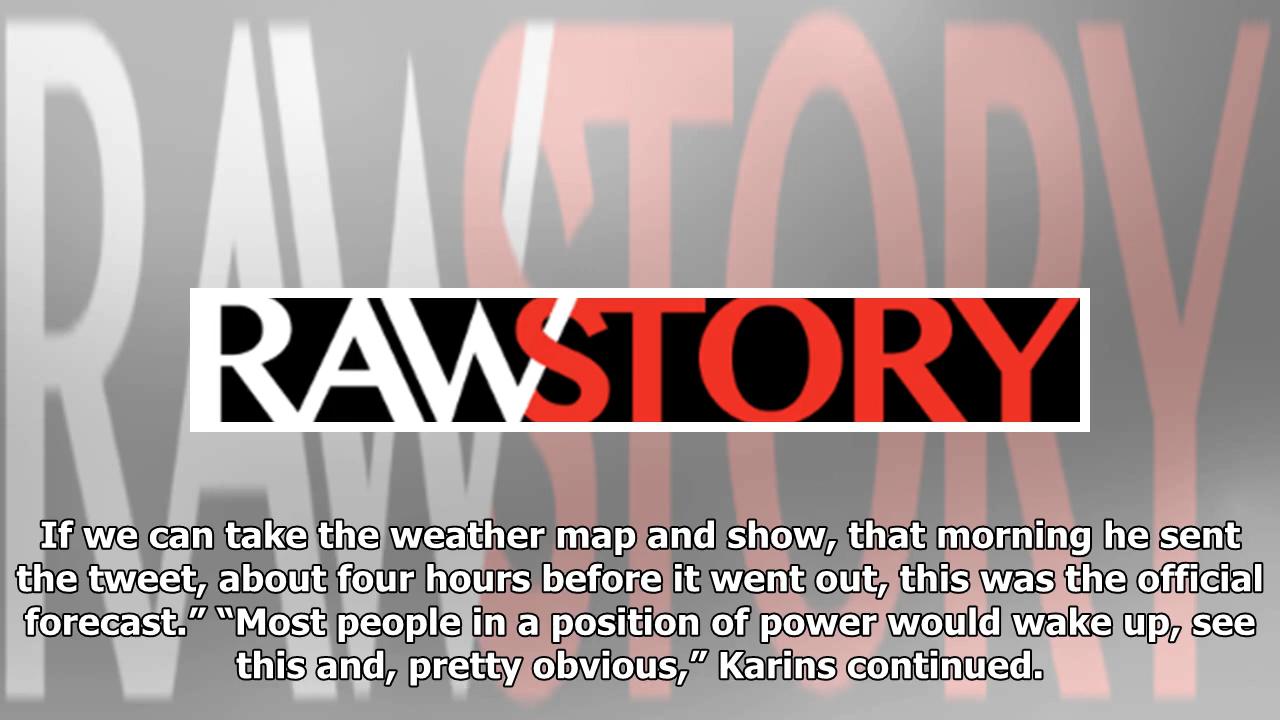 RAWSTORY
RAWSTORY
If we can take the weather map and show, that morning he sent
the tweet, about four hours before it went out, this was the official
forecast.” “Most people in a position of power would wake up, see
this and, pretty obvious,” Karins continued.